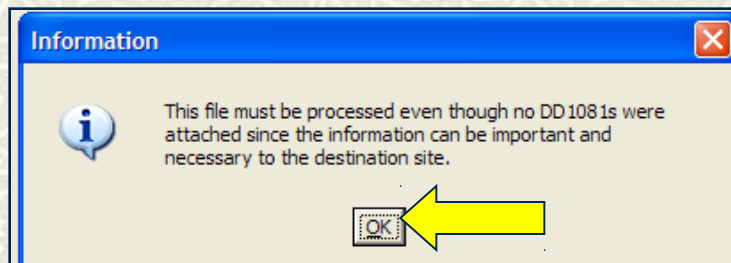 Information
This file must be processed even though no DD1081s were
attached since the information can be important and
necessary to the destination site.
OK